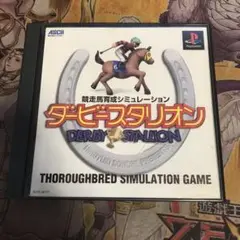 ASCII
競走馬育成シミュレーション
ダービースタリオン
DERBY STALLION
THOROUGHBRED SIMULATION GAME